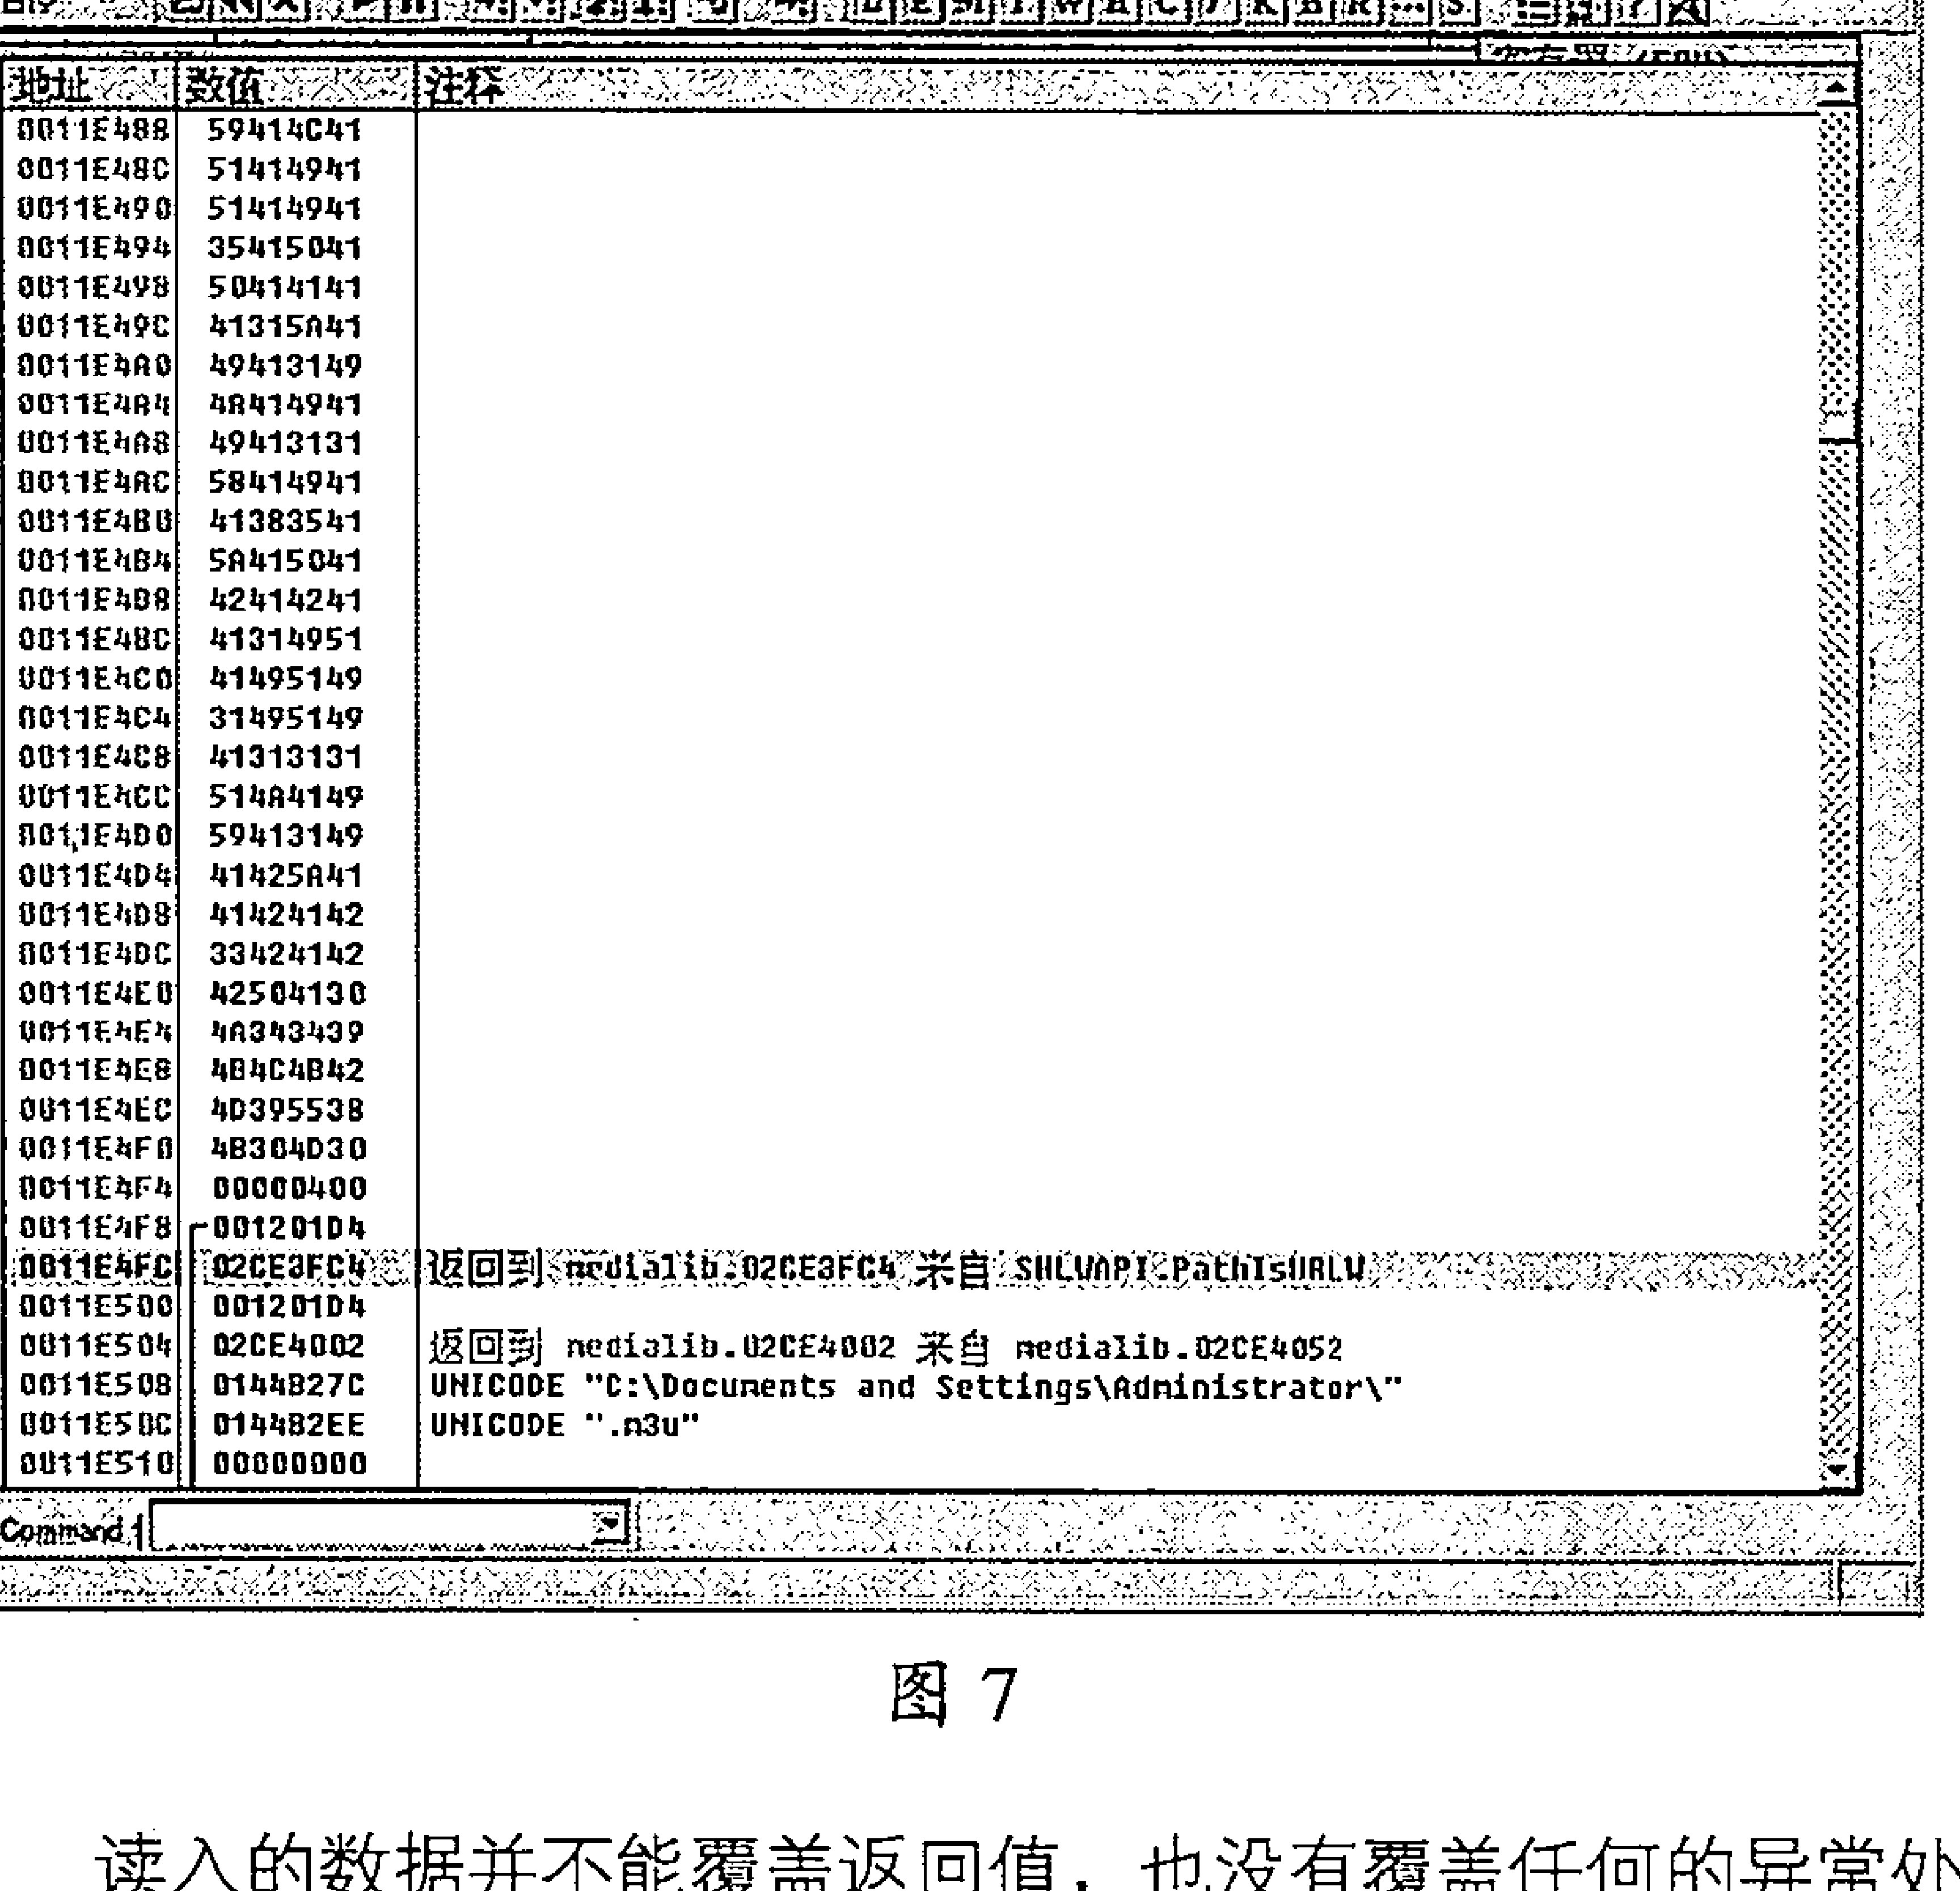 地址 数值 注释
0011E488 59414C41
0011E48C 51414941
0011E490 51414941
0011E494 35415041
0011E498 50414141
0011E49C 41315A41
0011E4A0 49413149
0011E4A4 4A414941
0011E4A8 49413131
0011E4AC 58414941
0011E4B0 41383541
0011E4B4 5A415041
0011E4B8 42414241
0011E4BC 41314951
0011E4C0 41495149
0011E4C4 31495149
0011E4C8 41313131
0011E4CC 514A4149
0011E4D0 59413149
0011E4D4 41425A41
0011E4D8 41424142
0011E4DC 33424142
0011E4E0 42504130
0011E4E4 4A343439
0011E4E8 4B4C4B42
0011E4EC 4D395538
0011E4F0 4B304D30
0011E4F4 00000400
0011E4F8 001201D4
0011E4FC 02CE3FC4 返回到 medialib.02CE3FC4 来自 SHLWAPI.PathIsURLW
0011E500 001201D4
0011E504 02CE4002 返回到 medialib.02CE4002 来自 medialib.02CE4052
0011E508 0144B27C UNICODE "C:\Documents and Settings\Administrator\"
0011E50C 0144B2EE UNICODE ".m3u"
0011E510 00000000
Command
图 7
读入的数据并不能覆盖返回值，也没有覆盖任何的异常处